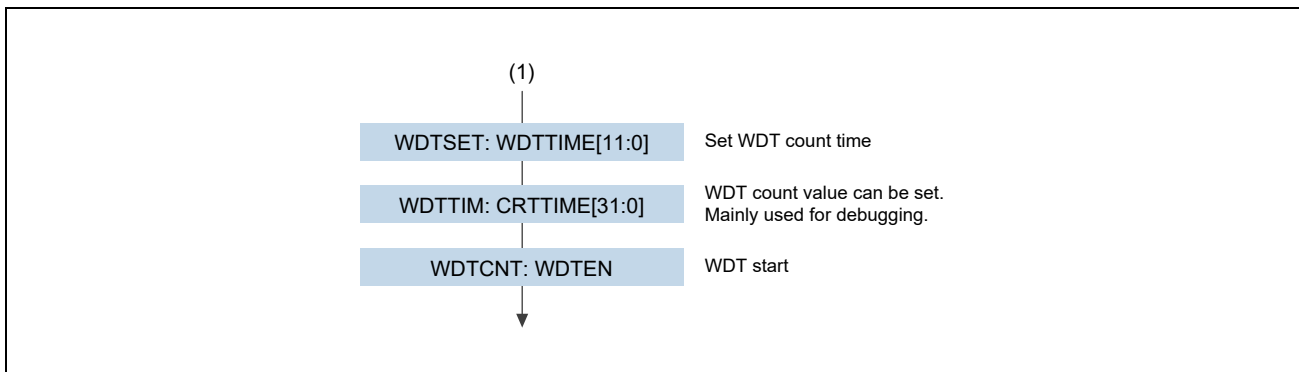 (1)
WDTSET: WDTTIME[11:0]
Set WDT count time
WDTTIM: CRTTIME[31:0]
WDT count value can be set.
Mainly used for debugging.
WDTCNT: WDTEN
WDT start